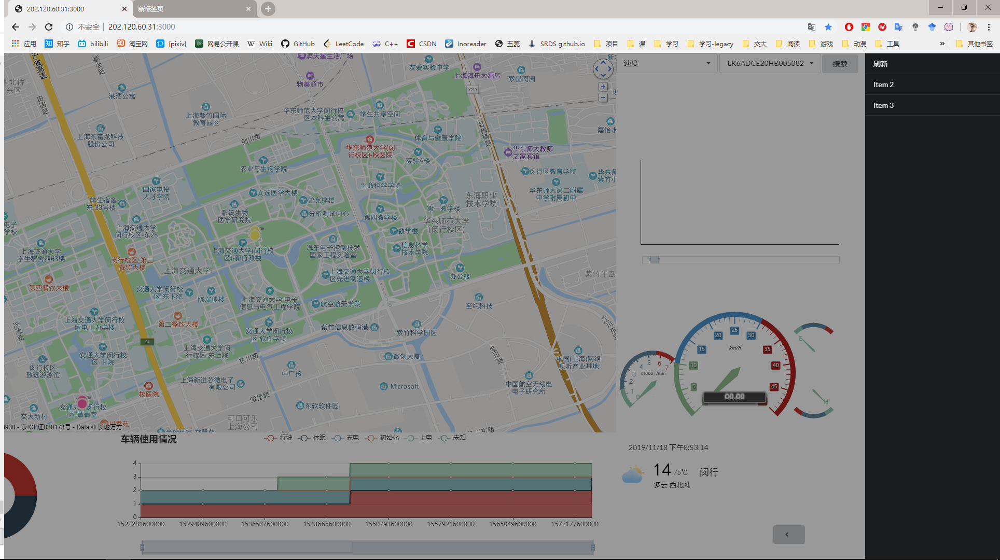 202.120.60.31:3000
新标签页
不安全
202.120.60.31:3000
应用
知乎
bilibili
淘宝网
[pixiv]
网易公开课
Wiki
GitHub
LeetCode
C++
CSDN
Inoreader
五菱
SRDS github.io
项目
课
学习
学习-legacy
交大
阅读
游戏
动漫
工具
其他书签
速度
LK6ADCE20HB005082
搜索
刷新
Item 2
Item 3
沪金高速
都会路
满天星生活广场
友爱实验中学
上海海舟大酒店
紫晶南园
物美超市
X210
港浩公寓
田园路
上海紫竹国际
教育园区
华东师范大学闵行校
区本科生公寓
学生共享空间
上海东富龙科技
股份公司
剑川路
虹梅南路
体育与健康学院
嘉怡水
华东师范大学(闵
行校区)-校医院
华东师大教师
之家宾馆
实验A楼
农业与生物学院
闵行区教育学院
华东师
紫竹小
生命科学学院
国家电投
人才学院
文选医学大楼
华东师大第二附属
中学附属初中
学生宿舍
东-33号楼
曾宪梓楼
东海职业
技术学院
第一教学楼
系统生物
医学研究院
分析测试中心
第四教学楼
华东师范大学
(闵行校区)
上海交通大学
闵行校区-东28
数学楼
电子
学校
信息科学
技术学院
汽车电子控制技术
国家工程实验室
上海交通大学(闵行校
区)-新行政楼
上海交通大学
学生宿舍西63楼
闵行校区-第三
餐饮大楼
上海交通大学
上海交通大学闵行校
区先进制造楼
办公楼
紫竹半岛
第四餐饮大楼
交通大学闵行校
区-东下院
陈瑞球楼
上海交通大学-电子
信息与电气工程学院
航空航天学院
至纯科技
上海交通大学闵行校
区电工力学楼
第二餐饮大楼
沧源路
交通大学闵行校
区-软件学院
紫竹信息数码港
紫竹科学园区
江川东路
S4
上海交通大学闵
行校区-东上院
交通大学闵行校
区-下院
东川路
微创大厦
紫日路
中国(上海)网络
视听产业基地
闵行校区
致远游泳馆
中广核
上海新进芯微电子
有限公司
Microsoft
中国航空无线电
电子研究所
校医院
紫星路
东软软件园
交通大学闵行校
区-菁菁堂
交大新村
可口可乐
上海公司
江川东路
0930 - 京ICP证030173号 - Data © 长地万方
5
10
15
20
25
30
35
40
45
km/h
00.00
0
1
2
3
4
5
6
7
x1000 r/min
E
H
车辆使用情况
行驶
休眠
充电
初始化
上电
未知
4
3
2
1
0
1522281600000
1529409600000
1536537600000
1543665600000
1550793600000
1557921600000
1565049600000
1572177600000
2019/11/18 下午8:53:14
14 /5℃
闵行
多云 西北风